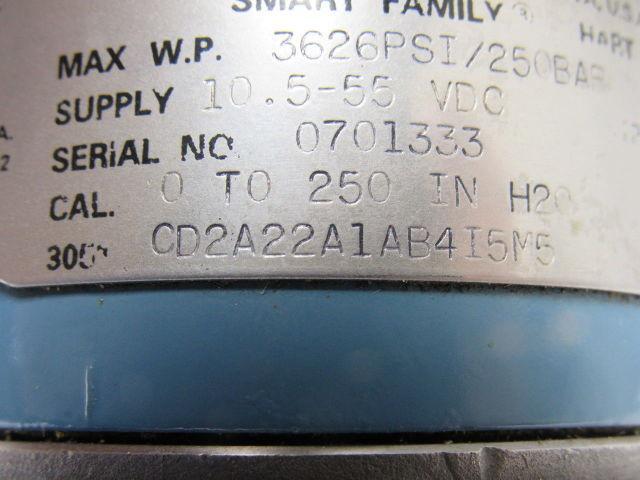 SMART FAMILY ®
HART
MAX W.P. 3626PSI/250BAR
SUPPLY 10.5-55 VDC
SERIAL NO. 0701333
CAL. 0 TO 250 IN H2O
3051 CD2A22A1AB4I5M5